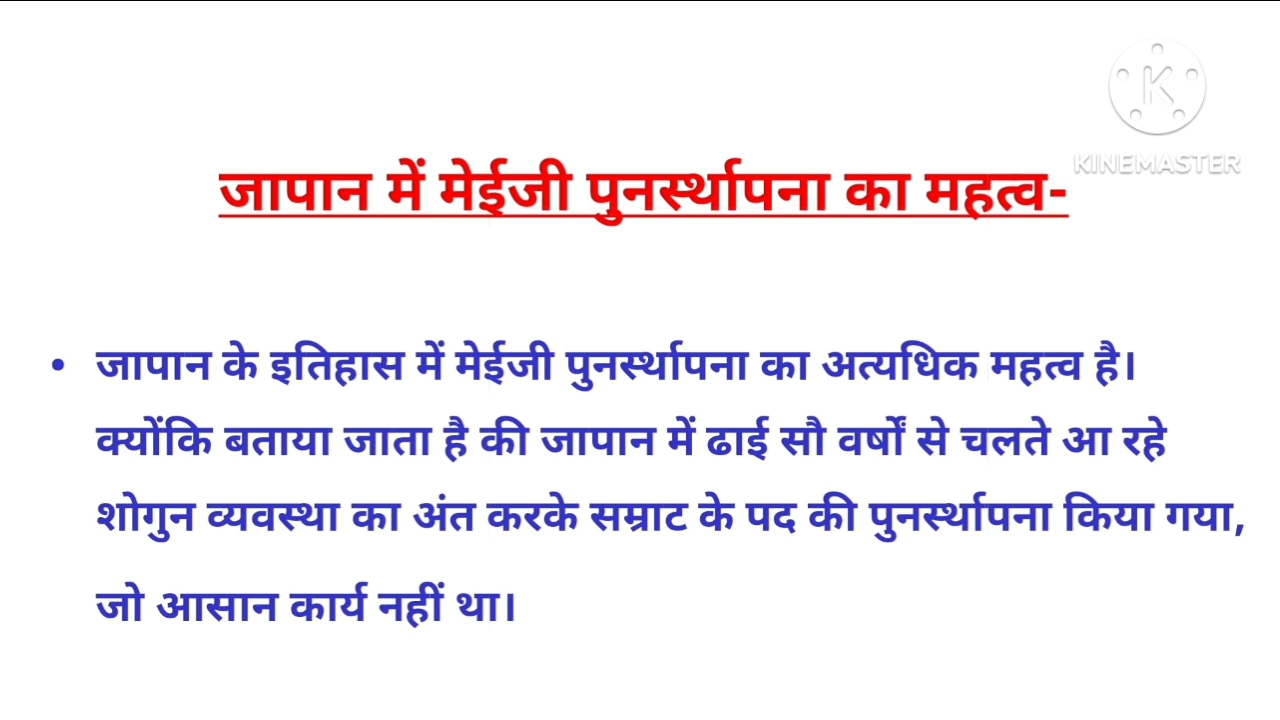 K
KINEMASTER
जापान में मेईजी पुनर्स्थापना का महत्व-
• जापान के इतिहास में मेईजी पुनर्स्थापना का अत्यधिक महत्व है।
क्योंकि बताया जाता है की जापान में ढाई सौ वर्षों से चलते आ रहे
शोगुन व्यवस्था का अंत करके सम्राट के पद की पुनर्स्थापना किया गया,
जो आसान कार्य नहीं था।